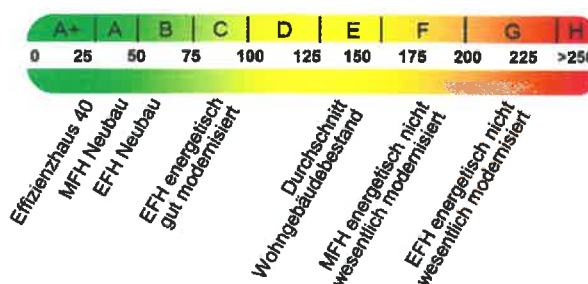 A+ A B C D E F G H
0 25 50 75 100 125 150 175 200 225 >250
Effizienzhaus 40
MFH Neubau
EFH Neubau
EFH energetisch
gut modernisiert
Durchschnitt
Wohngebäudebestand
MFH energetisch nicht
wesentlich modernisiert
EFH energetisch nicht
wesentlich modernisiert